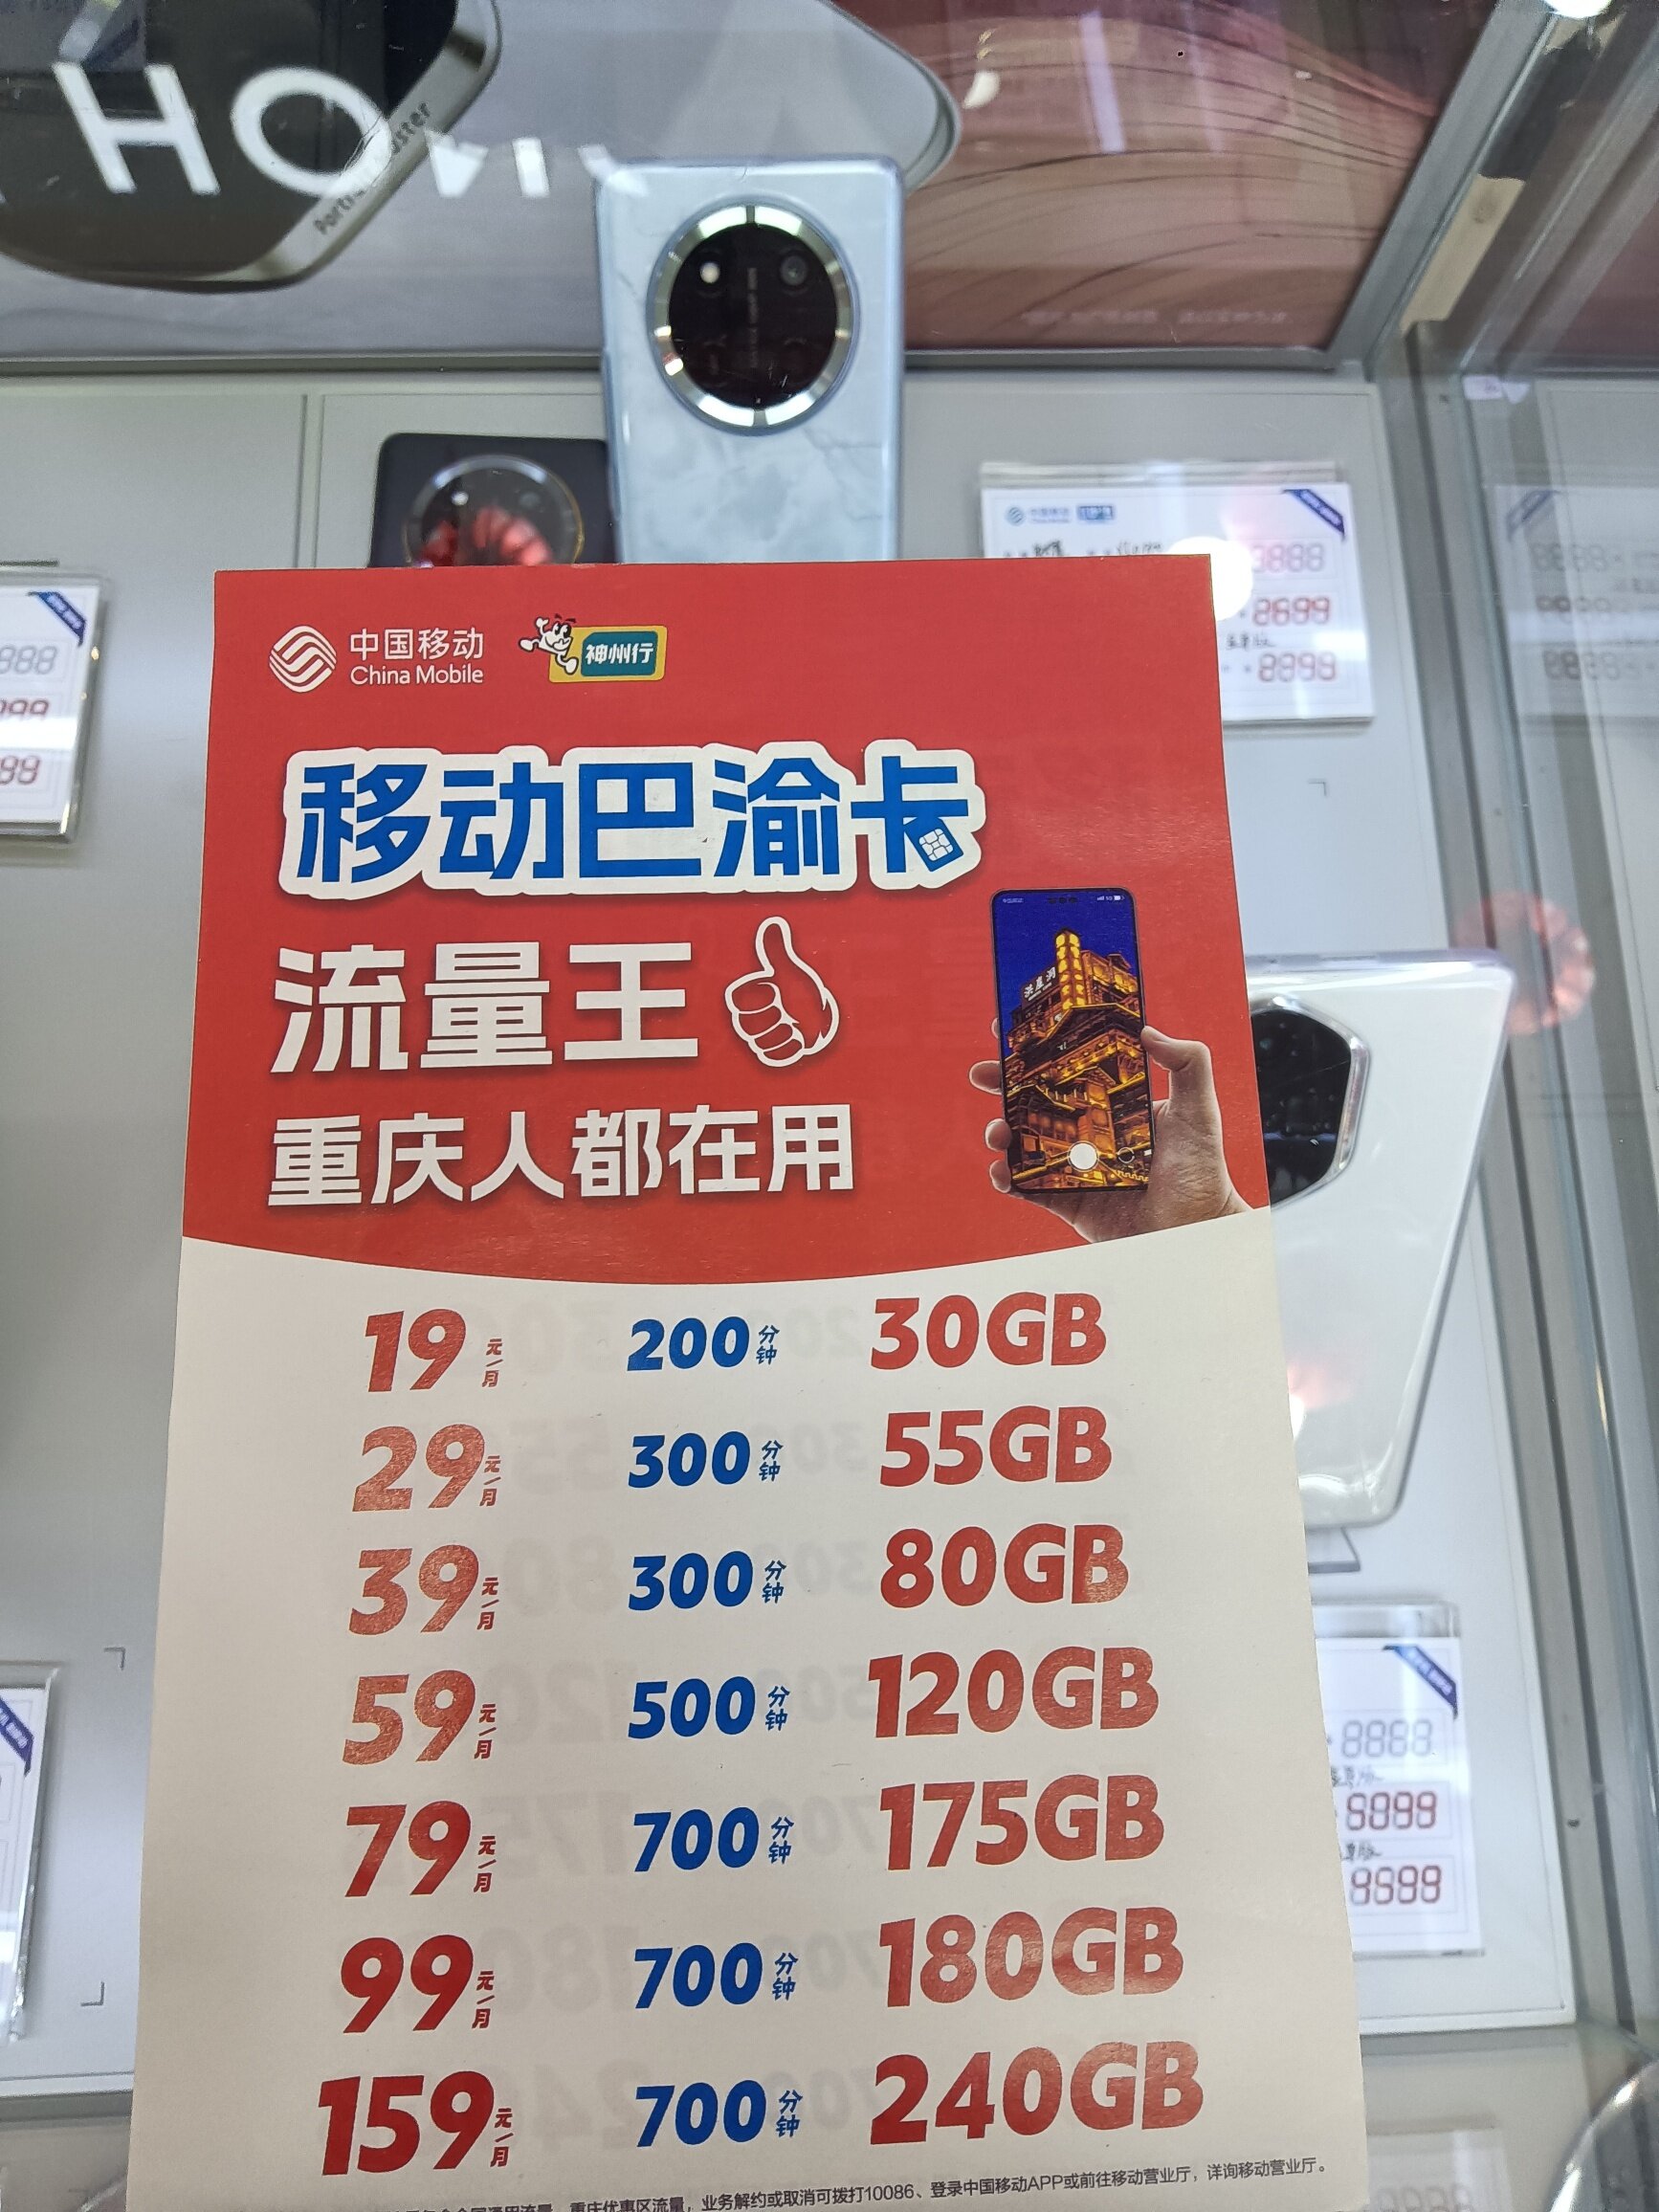 HO
中国移动
China Mobile
神州行
移动巴渝卡
流量王
重庆人都在用
洪崖洞
19元/月 200分钟 30GB
29元/月 300分钟 55GB
39元/月 300分钟 80GB
59元/月 500分钟 120GB
79元/月 700分钟 175GB
99元/月 700分钟 180GB
159元/月 700分钟 240GB
重庆优惠区流量，业务解约或取消可拨打10086、登录中国移动APP或前往移动营业厅，详询移动营业厅。